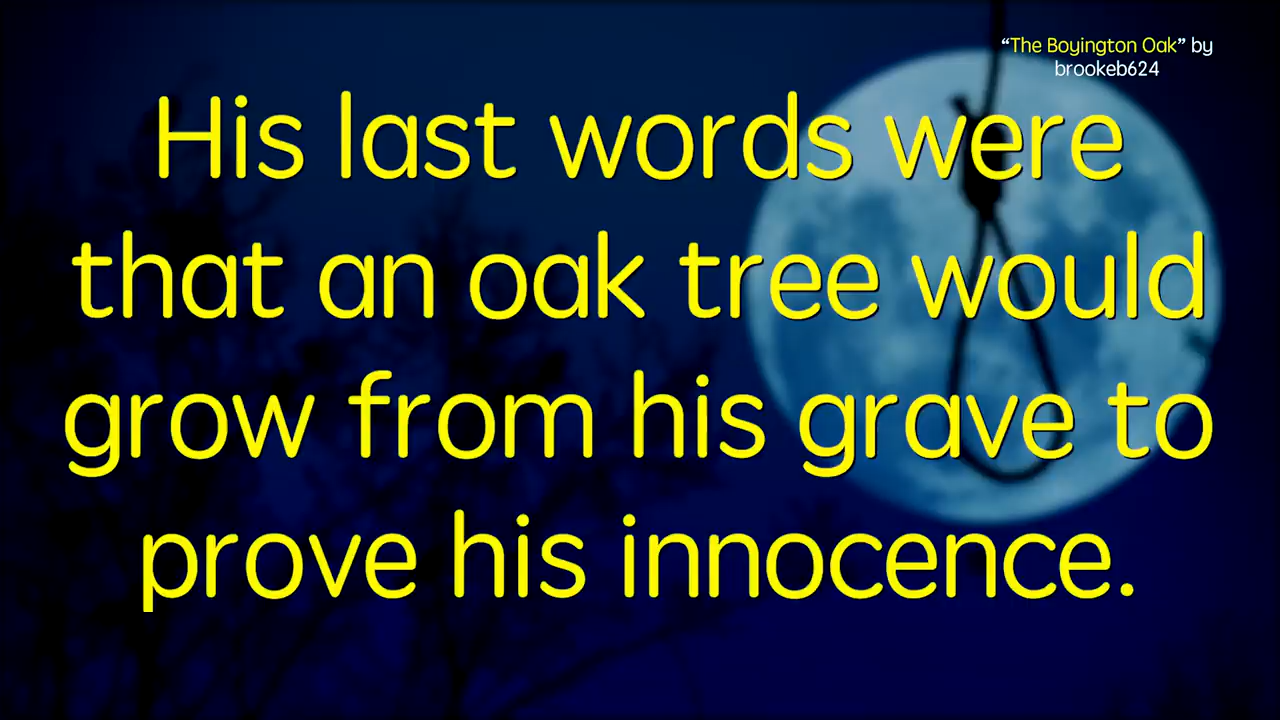 “The Boyington Oak” by
brookeb624
His last words were
that an oak tree would
grow from his grave to
prove his innocence.